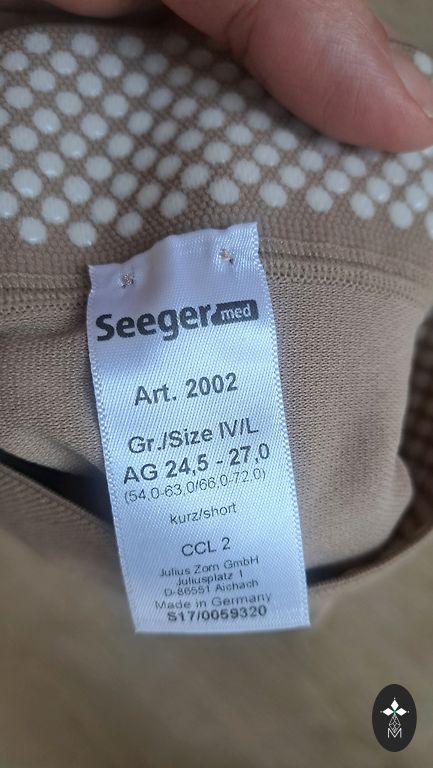 Seeger med
Art. 2002
Gr./Size IV/L
AG 24,5 - 27,0
(54,0-63,0/66,0-72,0)
kurz/short
CCL 2
Julius Zorn GmbH
Juliusplatz 1
D-86551 Aichach
Made in Germany
S17/0059320
M